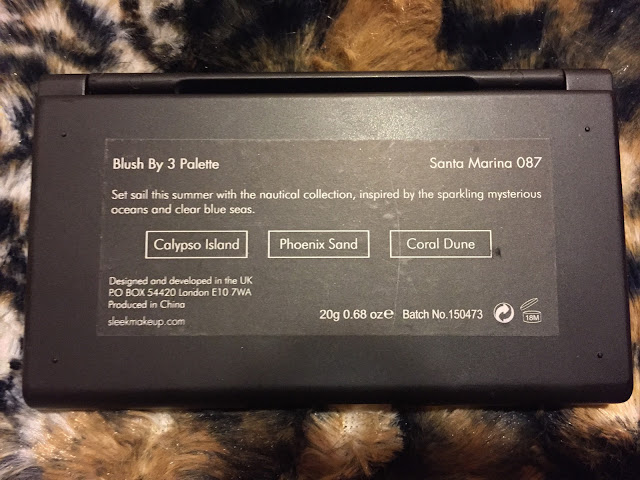 Blush By 3 Palette
Santa Marina 087
Set sail this summer with the nautical collection, inspired by the sparkling mysterious
oceans and clear blue seas.
Calypso Island
Phoenix Sand
Coral Dune
Designed and developed in the UK
P.O BOX 54420 London E10 7WA
Produced in China
sleekmakeup.com
20g 0.68 oz℮ Batch No.150473
18M